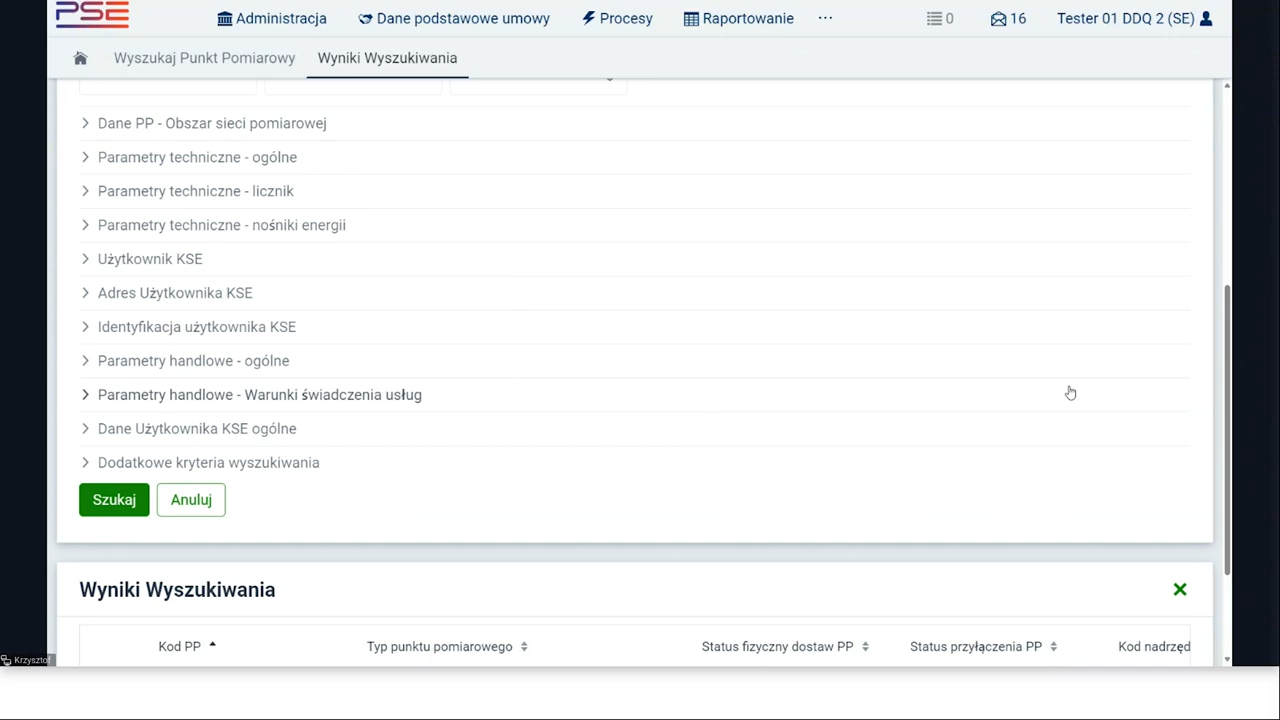 PSE
Administracja Dane podstawowe umowy Procesy Raportowanie ... 0 16 Tester 01 DDQ 2 (SE)
Wyszukaj Punkt Pomiarowy Wyniki Wyszukiwania
Dane PP - Obszar sieci pomiarowej
Parametry techniczne - ogólne
Parametry techniczne - licznik
Parametry techniczne - nośniki energii
Użytkownik KSE
Adres Użytkownika KSE
Identyfikacja użytkownika KSE
Parametry handlowe - ogólne
Parametry handlowe - Warunki świadczenia usług
Dane Użytkownika KSE ogólne
Dodatkowe kryteria wyszukiwania
Szukaj Anuluj
Wyniki Wyszukiwania
Kod PP Typ punktu pomiarowego Status fizyczny dostaw PP Status przyłączenia PP Kod nadrzęd
Krzysztof